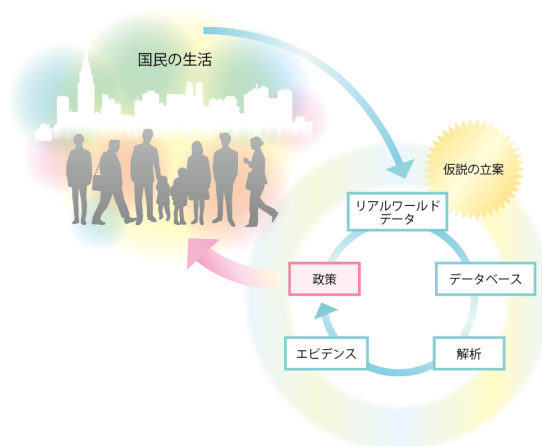 国民の生活
仮説の立案
リアルワールド
データ
データベース
解析
エビデンス
政策